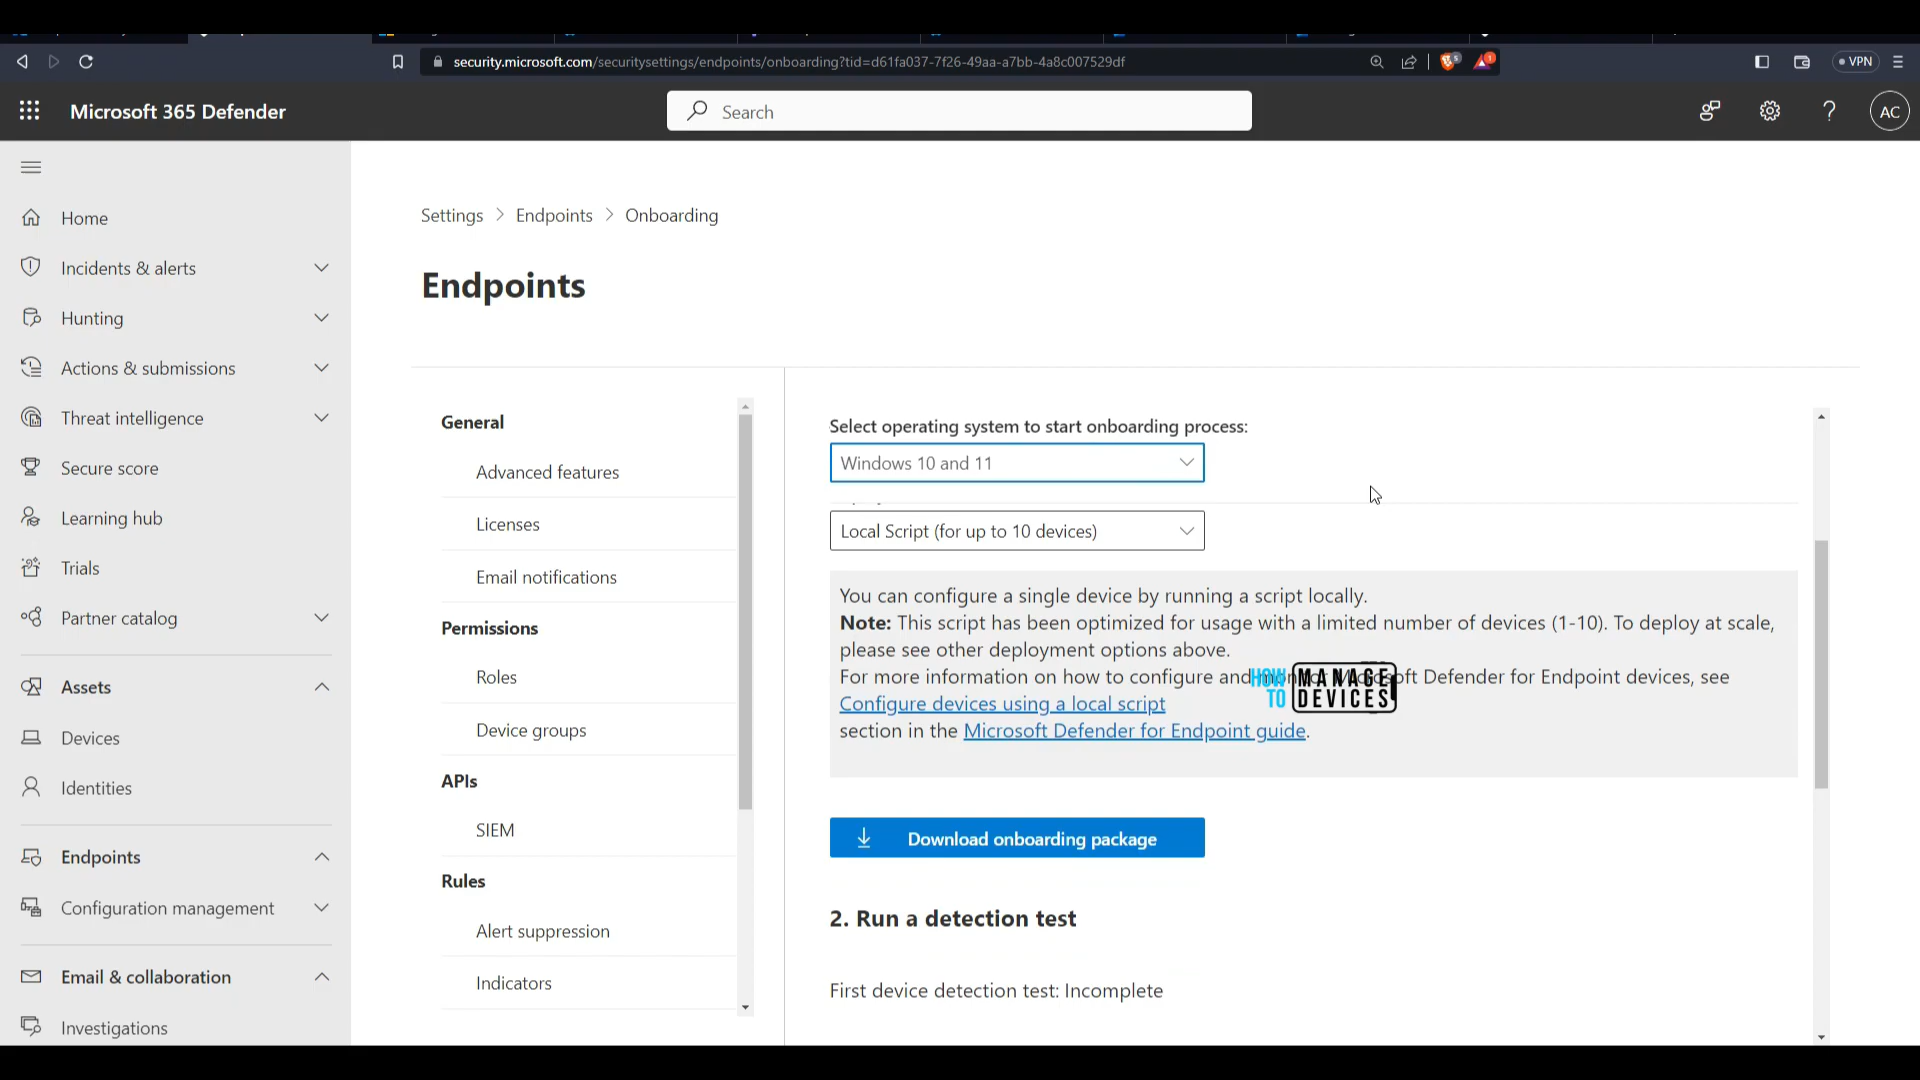 security.microsoft.com/securitysettings/endpoints/onboarding?tid=d61fa037-7f26-49aa-a7bb-4a8c007529df
VPN
Microsoft 365 Defender
Search
AC
Home
Incidents & alerts
Hunting
Actions & submissions
Threat intelligence
Secure score
Learning hub
Trials
Partner catalog
Assets
Devices
Identities
Endpoints
Configuration management
Email & collaboration
Investigations
Settings > Endpoints > Onboarding
Endpoints
General
Advanced features
Licenses
Email notifications
Permissions
Roles
Device groups
APIs
SIEM
Rules
Alert suppression
Indicators
Select operating system to start onboarding process:
Windows 10 and 11
Local Script (for up to 10 devices)
You can configure a single device by running a script locally.
Note: This script has been optimized for usage with a limited number of devices (1-10). To deploy at scale,
please see other deployment options above.
For more information on how to configure and Defender for Endpoint devices, see
Configure devices using a local script
section in the Microsoft Defender for Endpoint guide.
HOW TO MANAGE DEVICES
Download onboarding package
2. Run a detection test
First device detection test: Incomplete